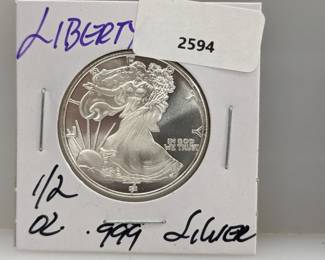 LIBERTY
2594
IN GOD
WE TRUST
1/2
OZ. .999 SILVER